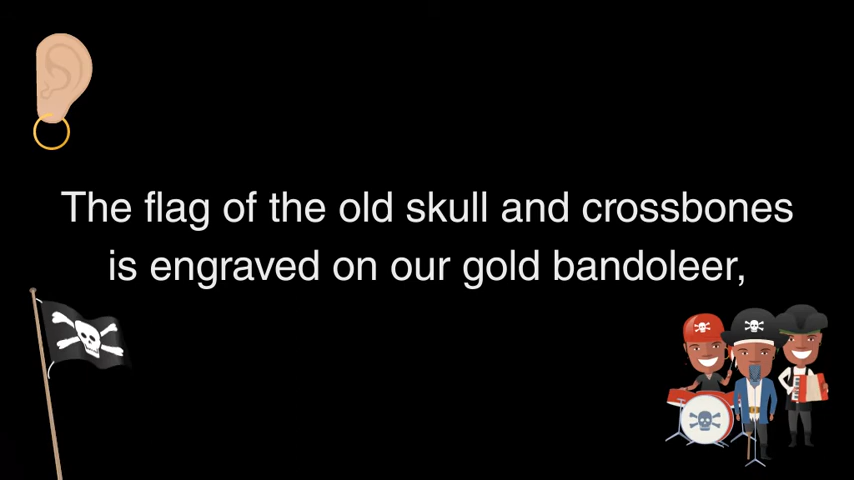 The flag of the old skull and crossbones
is engraved on our gold bandoleer,